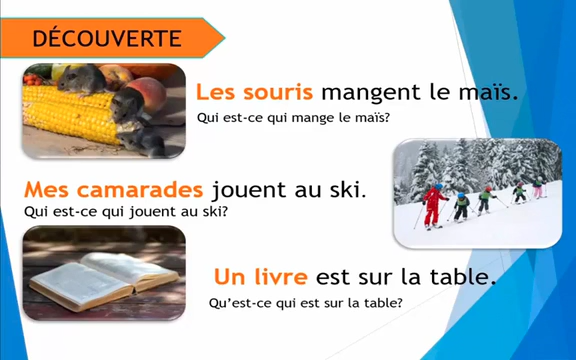 DÉCOUVERTE
Les souris mangent le maïs.
Qui est-ce qui mange le maïs?
Mes camarades jouent au ski.
Qui est-ce qui jouent au ski?
Un livre est sur la table.
Qu'est-ce qui est sur la table?